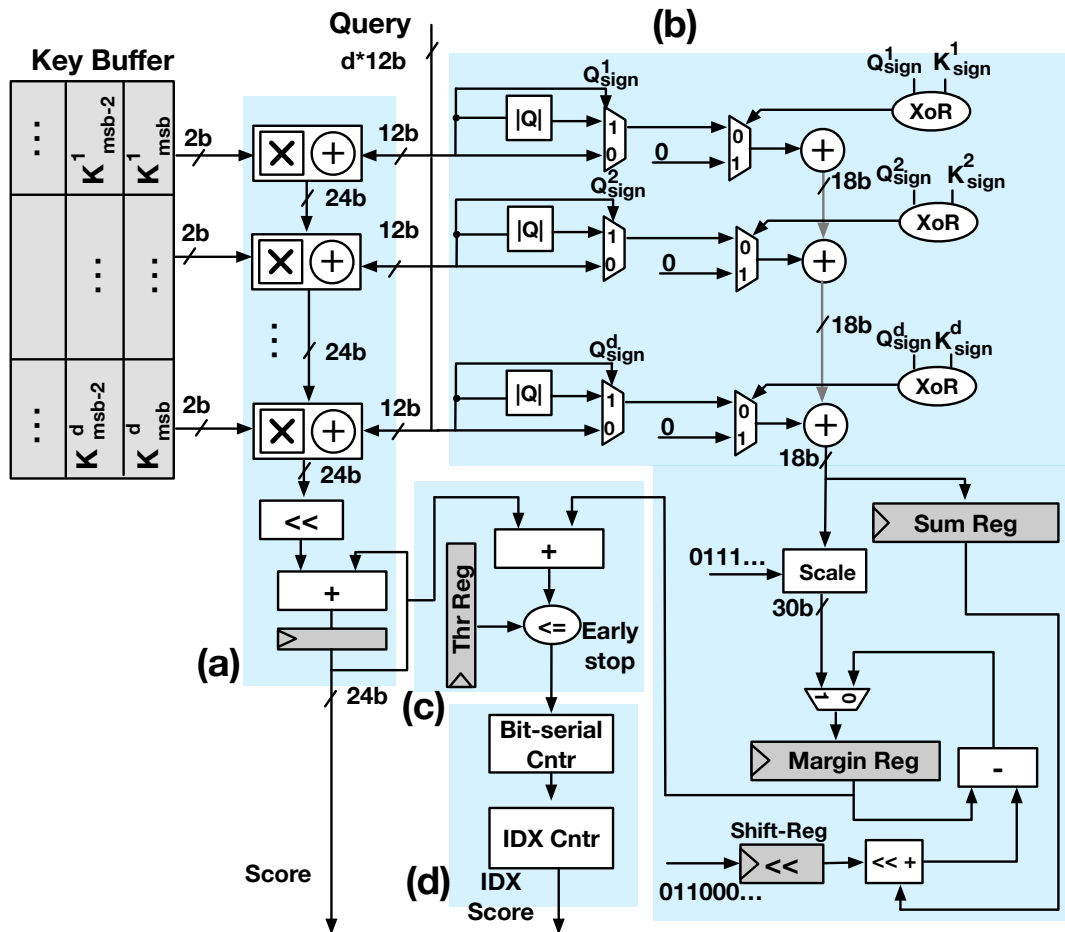 Query
d*12b
(b)
Key Buffer
Q¹sign K¹sign
XoR
Q¹sign
|Q|
1
0
0
0
1
+
18b
... K¹msb-2 K¹msb
2b
× +
12b
24b
Q²sign K²sign
XoR
Q²sign
|Q|
1
0
0
0
1
+
18b
... ...
2b
× +
12b
...
24b
Qᵈsign Kᵈsign
XoR
Qᵈsign
|Q|
1
0
0
0
1
+
18b
... Kᵈmsb-2 Kᵈmsb
2b
× +
12b
24b
<<
+
(a)
24b
Score
+
Thr Reg
<=
Early
stop
(c)
Bit-serial
Cntr
IDX Cntr
(d)
IDX
Score
Sum Reg
0111...
Scale
30b
1 0
Margin Reg
-
Shift-Reg
<<
<< +
011000...